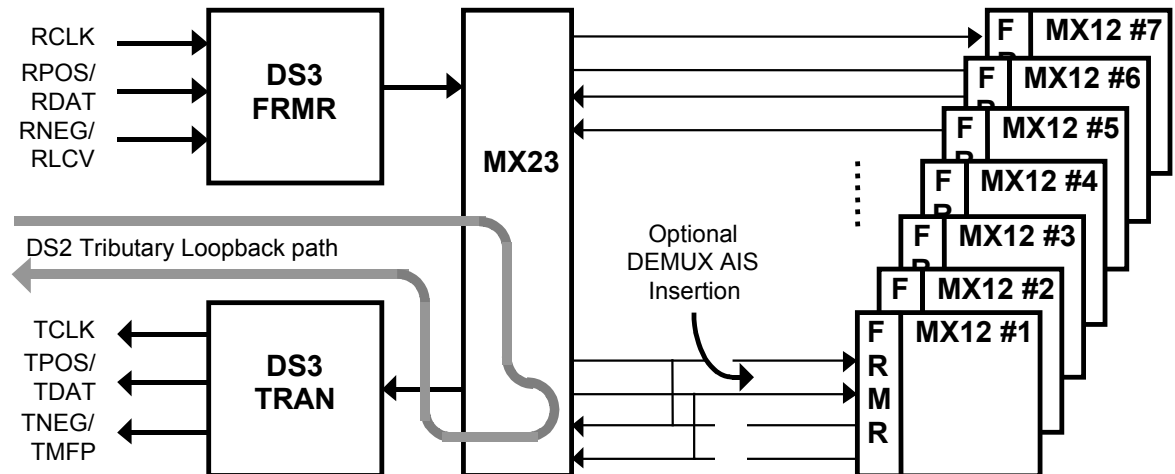 RCLK
RPOS/
RDAT
RNEG/
RLCV
DS3
FRMR
MX23
F
R
MX12 #7
F
R
MX12 #6
F
R
MX12 #5
F
R
MX12 #4
F
R
MX12 #3
F
MX12 #2
F
R
M
R
MX12 #1
DS2 Tributary Loopback path
Optional
DEMUX AIS
Insertion
TCLK
TPOS/
TDAT
TNEG/
TMFP
DS3
TRAN